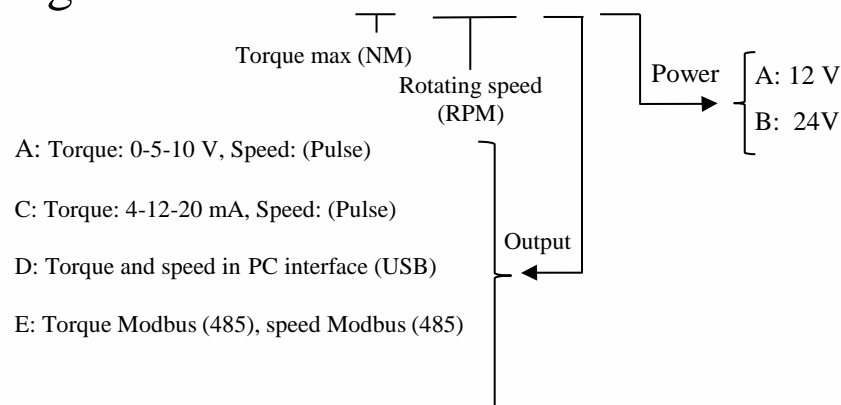 Torque max (NM)
Rotating speed
(RPM)
Power
A: 12 V
B: 24V
A: Torque: 0-5-10 V, Speed: (Pulse)
C: Torque: 4-12-20 mA, Speed: (Pulse)
Output
D: Torque and speed in PC interface (USB)
E: Torque Modbus (485), speed Modbus (485)